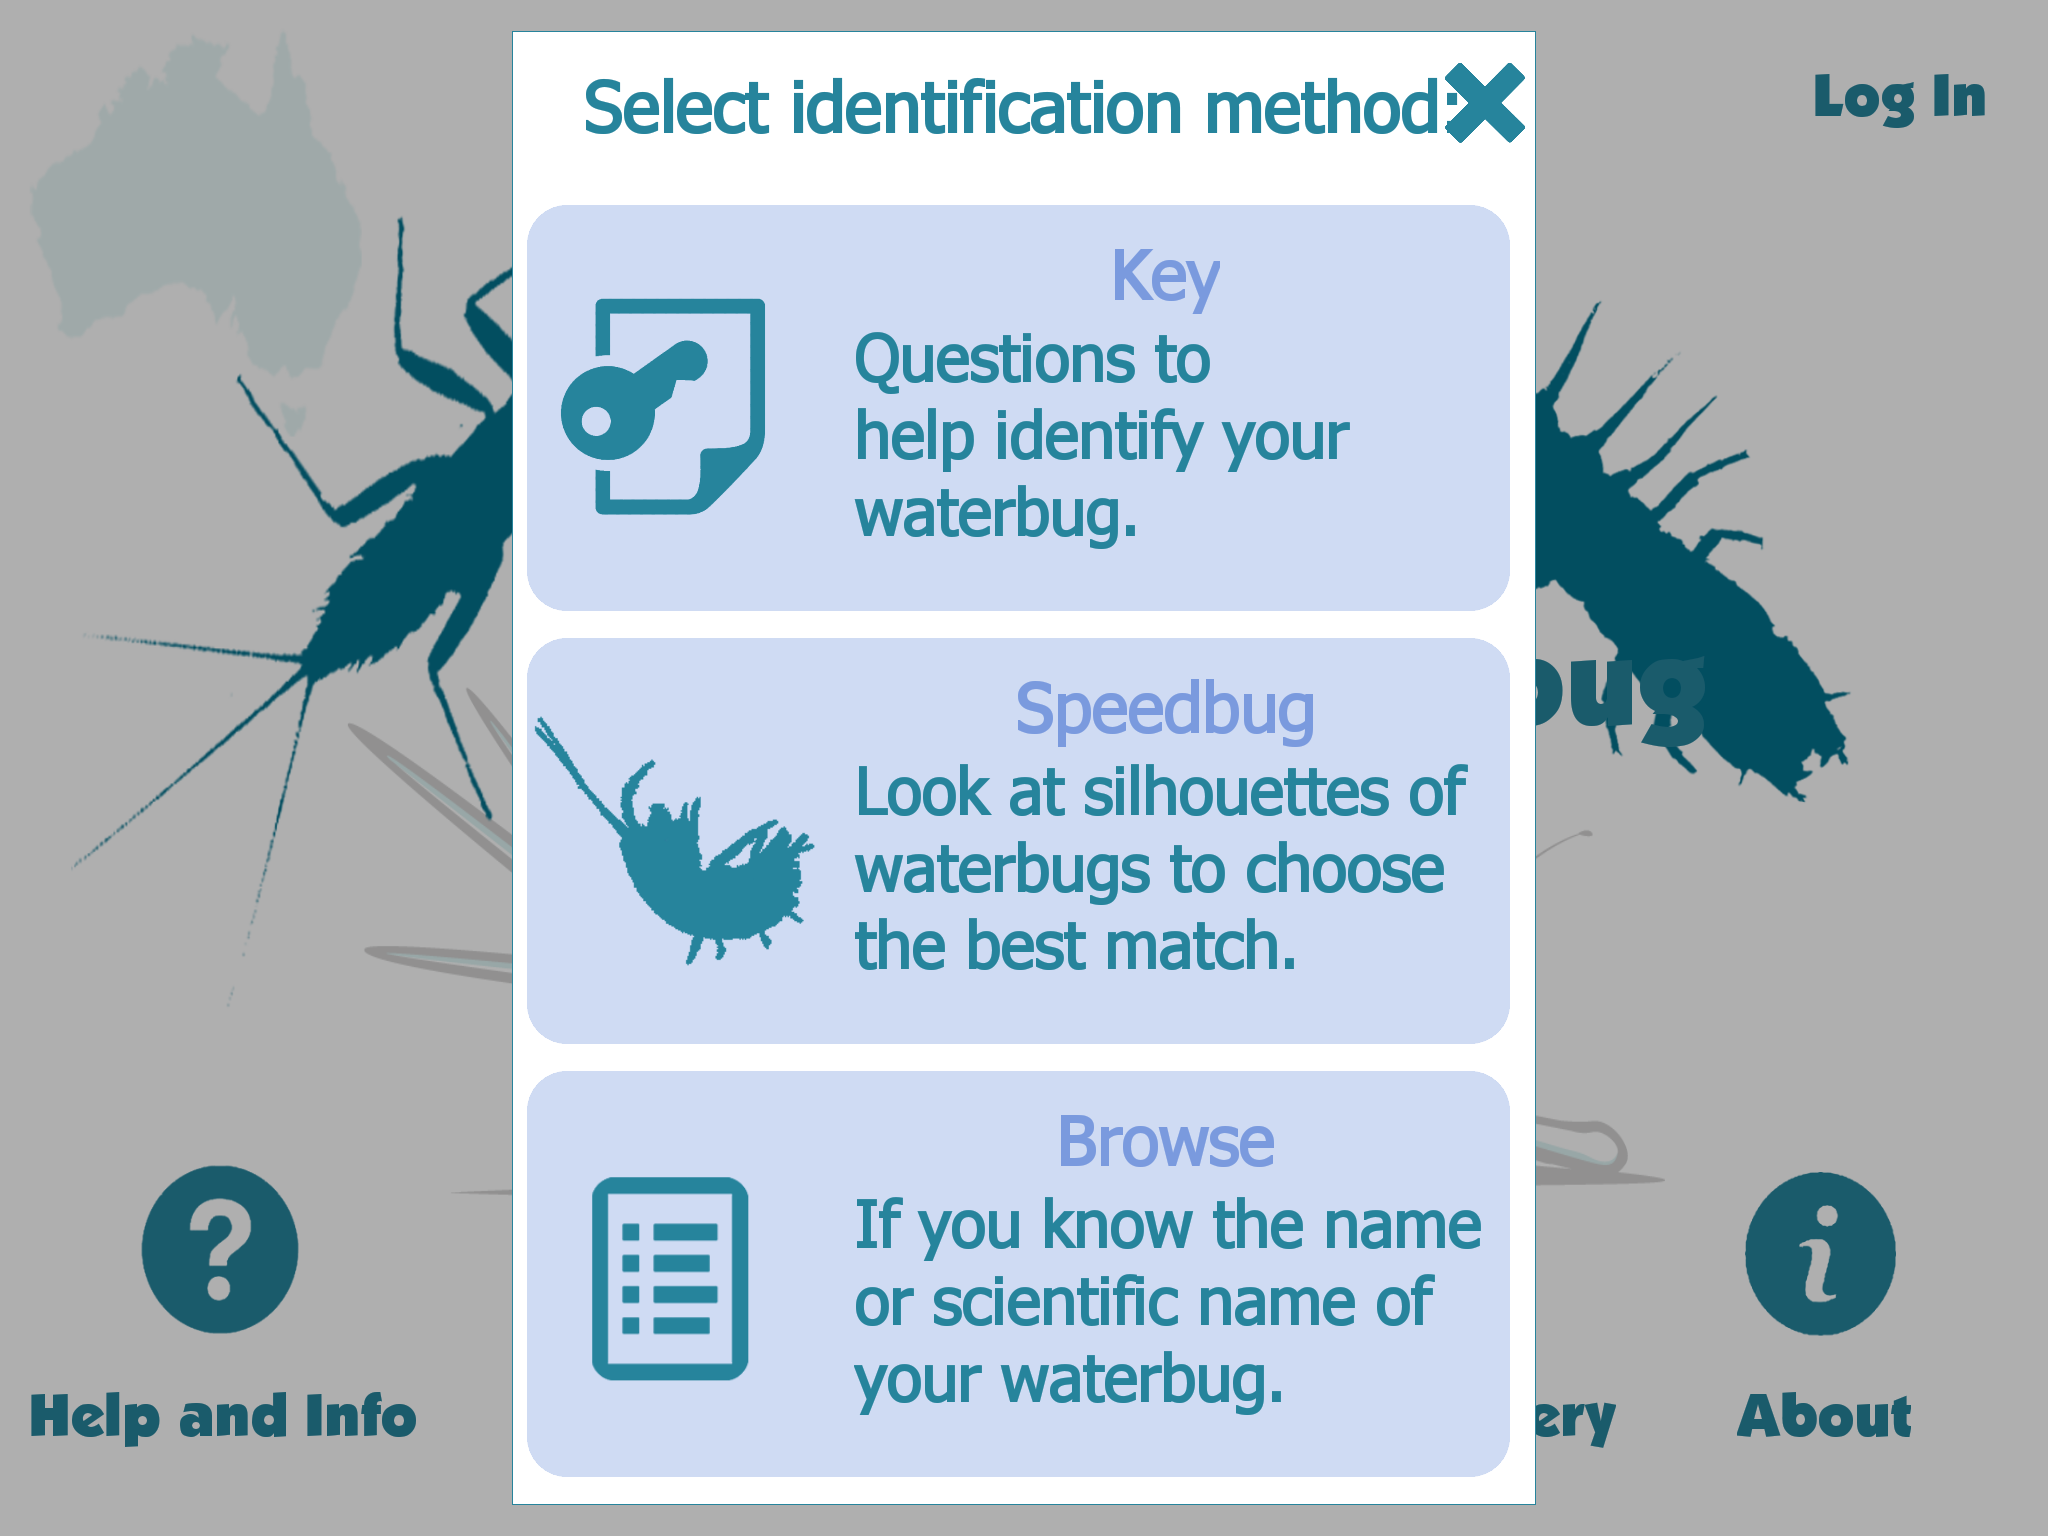 Select identification method:
Log In
Key
Questions to
help identify your
waterbug.
Speedbug
Look at silhouettes of
waterbugs to choose
the best match.
Browse
If you know the name
or scientific name of
your waterbug.
Help and Info
About